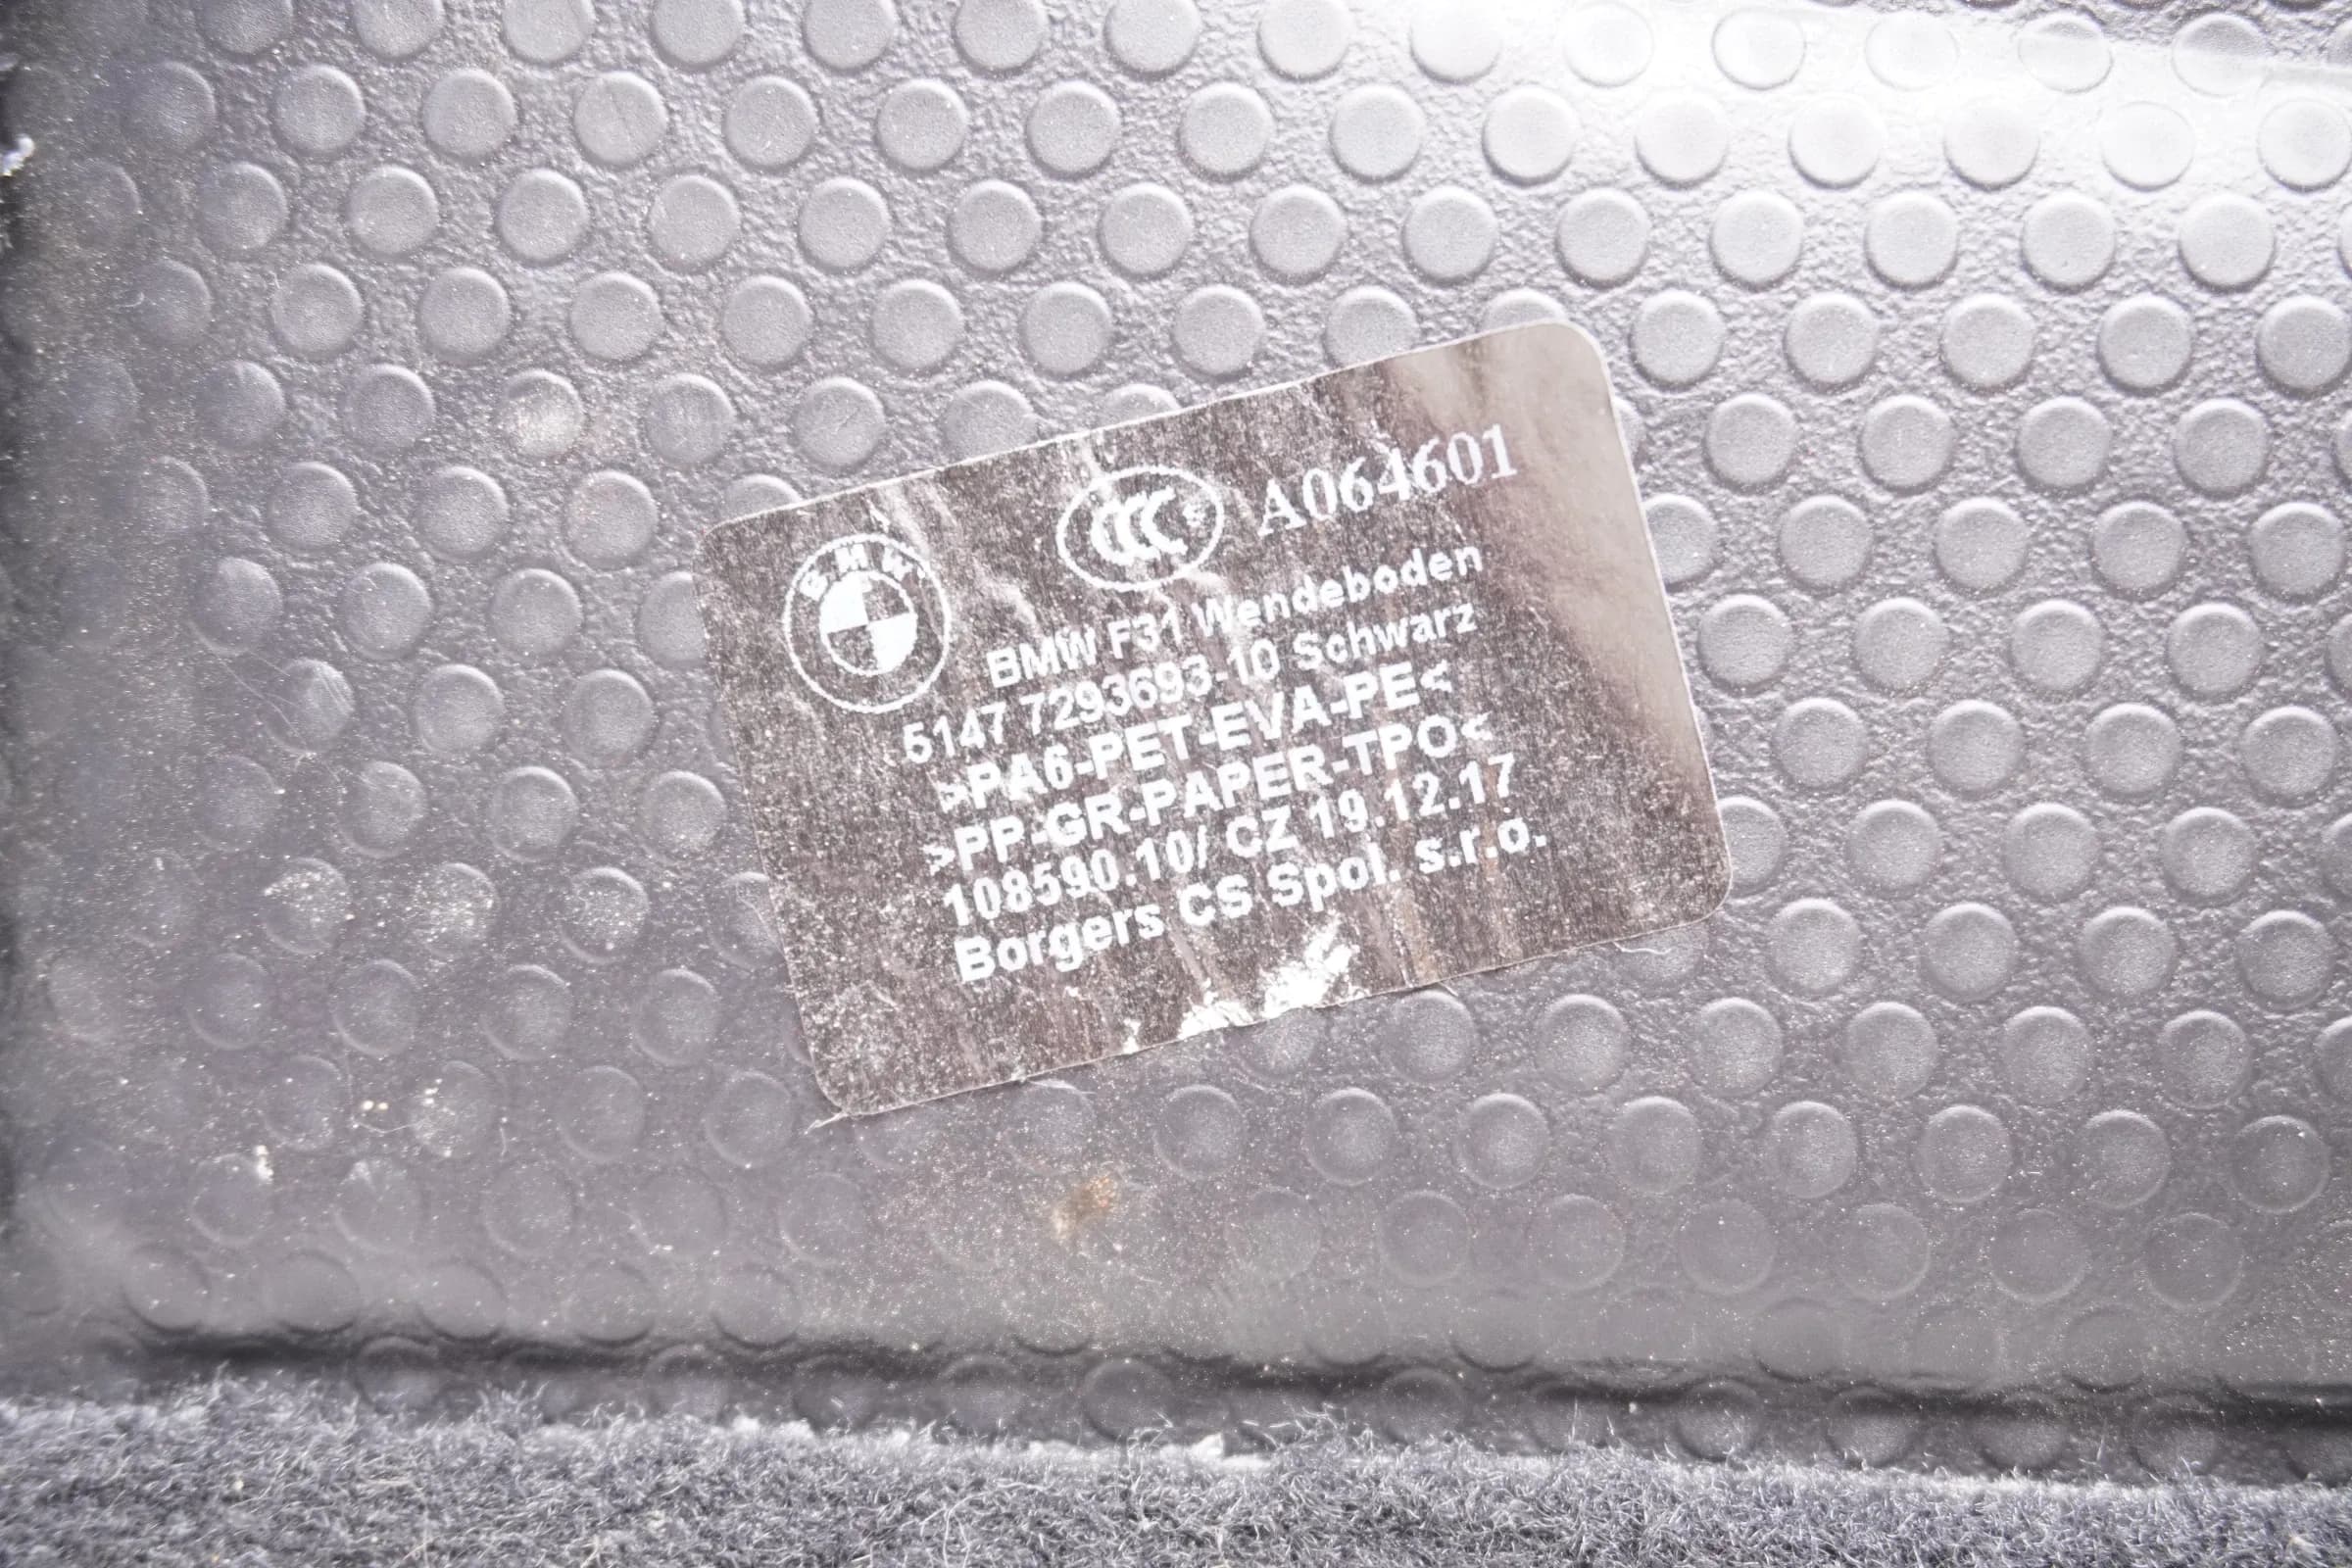 CCC S A064601
BMW
BMW F31 Wendeboden
5147 7293693-10 Schwarz
>PA6-PET-EVA-PE<
>PP-GR-PAPER-TPO<
108590.10/ CZ 19.12.17
Borgers CS Spol. s.r.o.